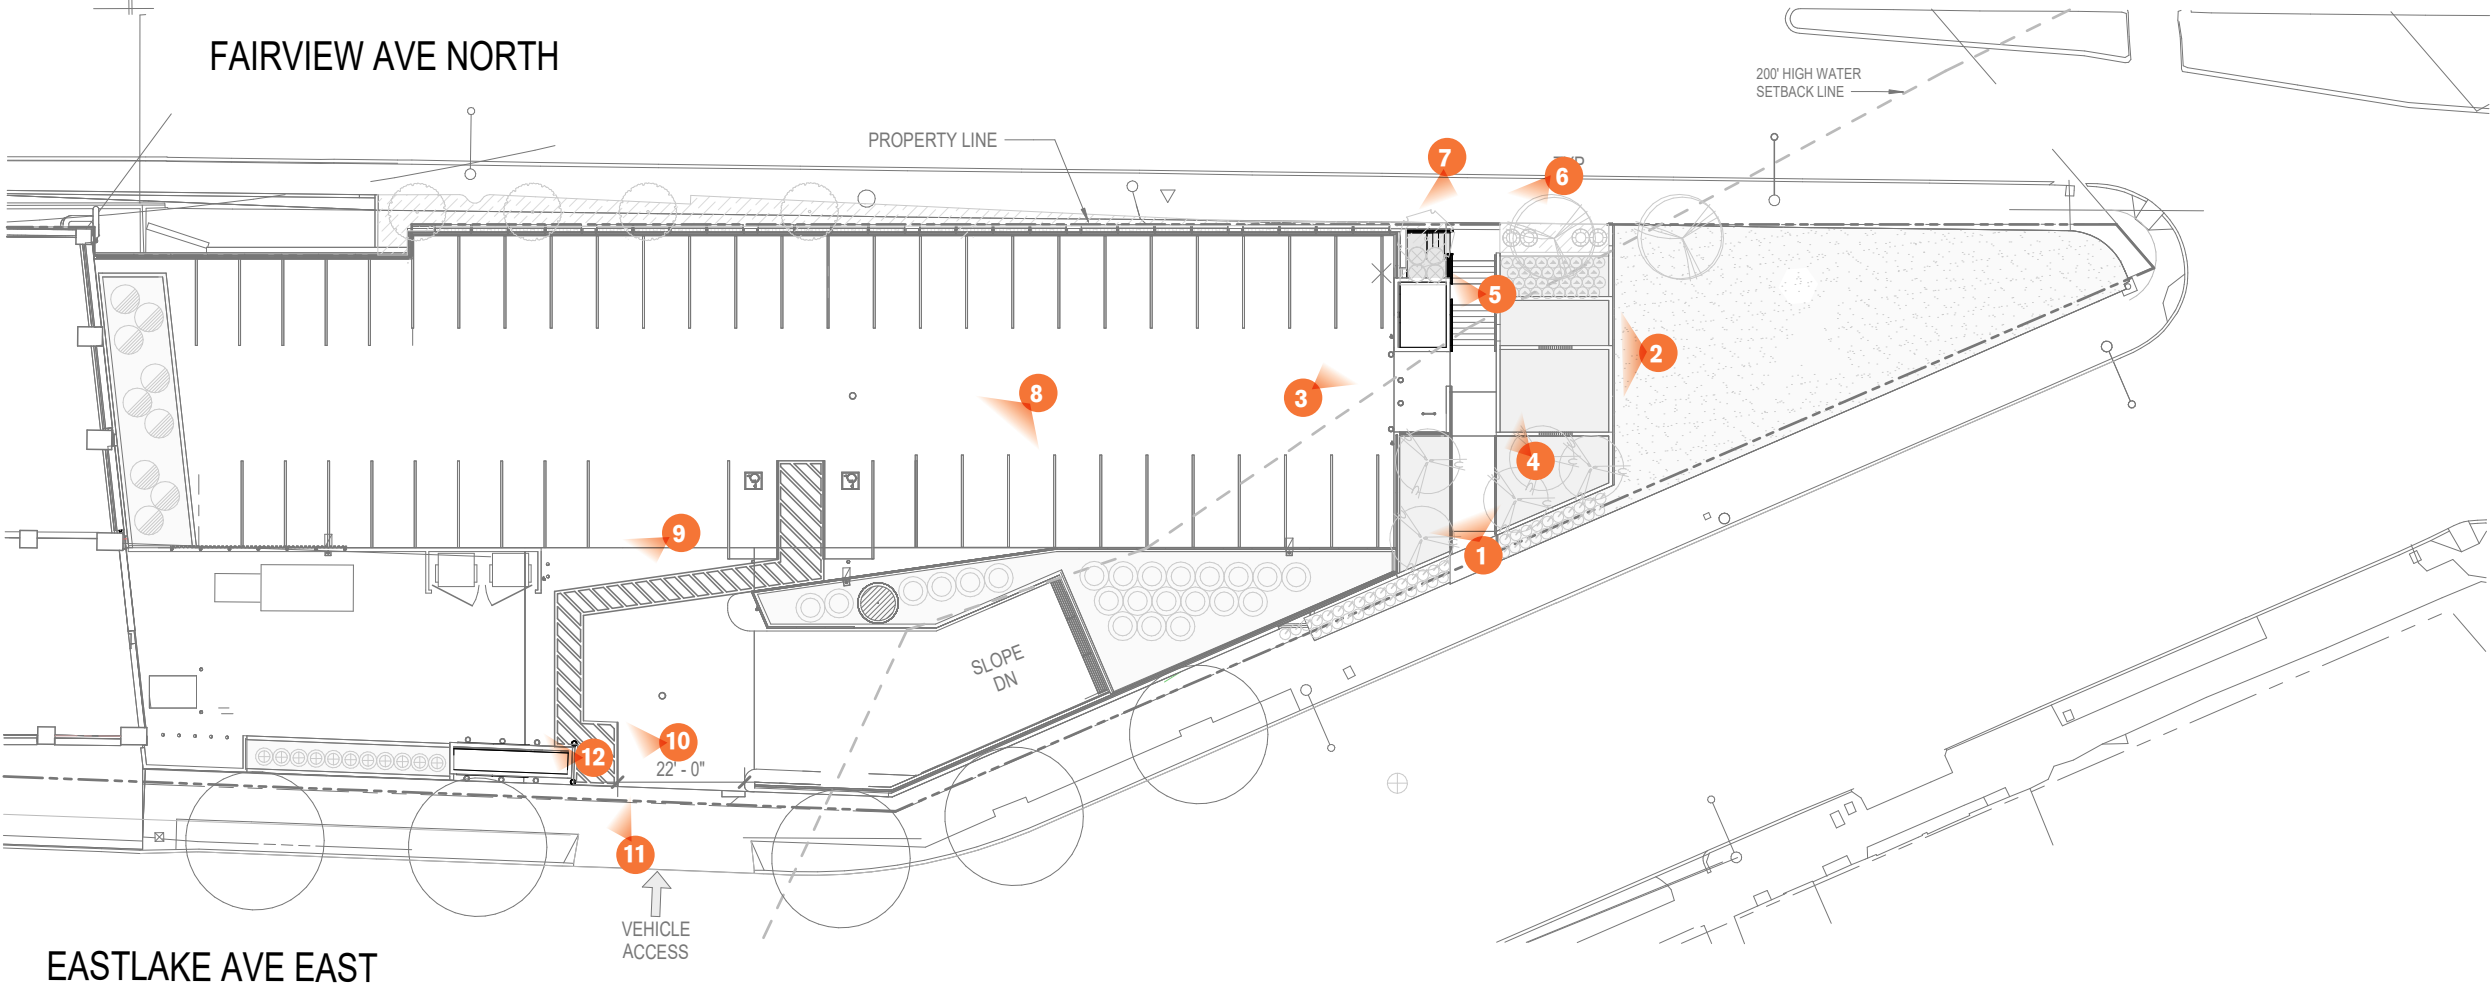 FAIRVIEW AVE NORTH
200' HIGH WATER
SETBACK LINE
PROPERTY LINE
7
6
5
2
8
3
4
9
1
SLOPE
DN
10
12
22' - 0"
11
VEHICLE
ACCESS
EASTLAKE AVE EAST